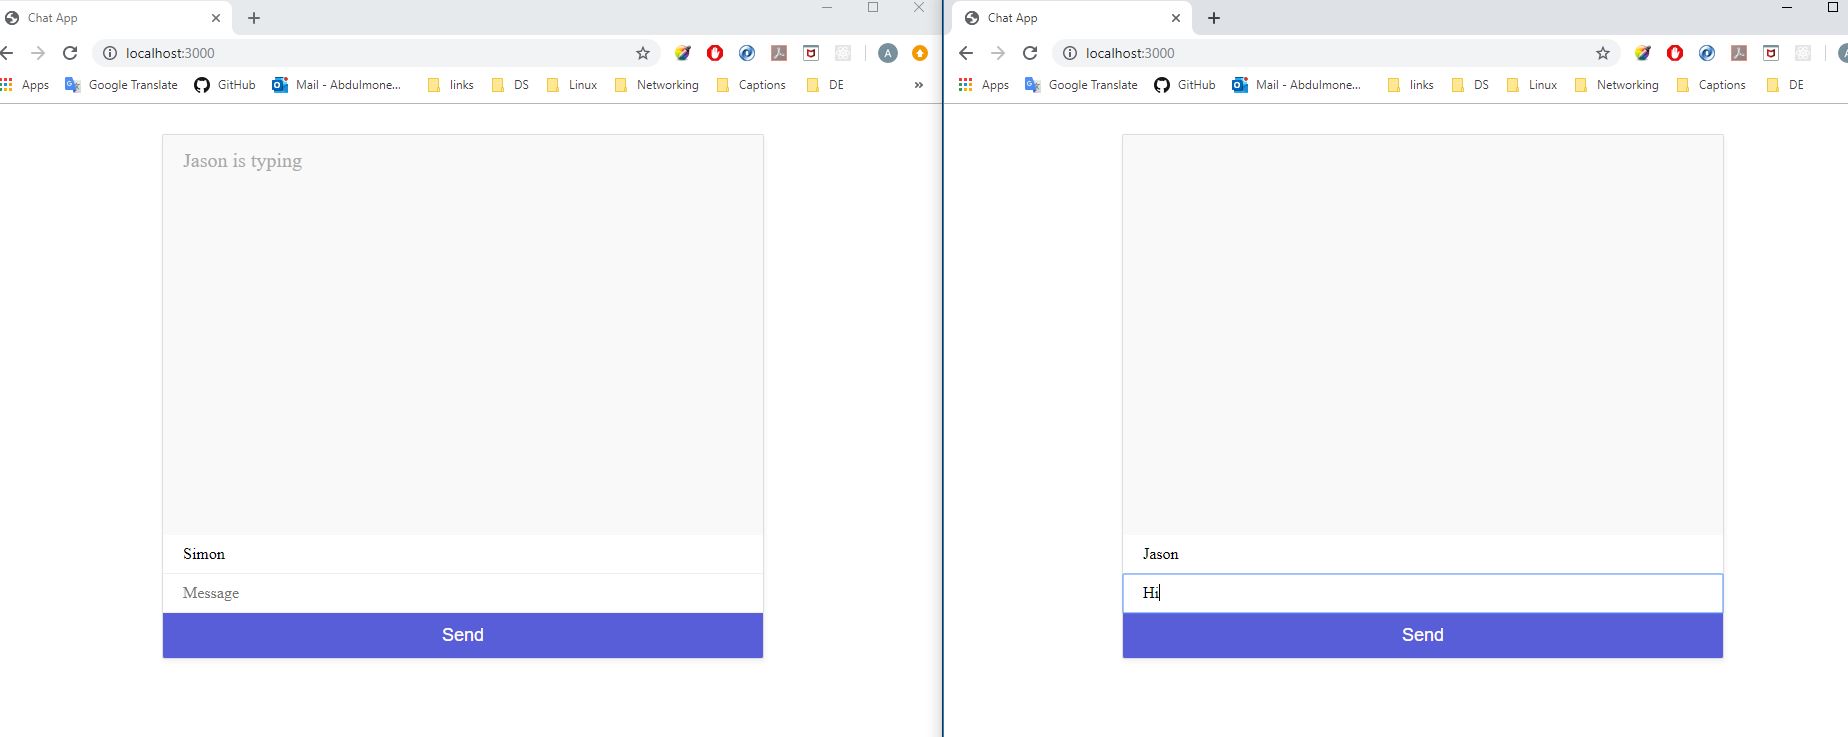 Chat App
localhost:3000
Apps Google Translate GitHub Mail - Abdulmone... links DS Linux Networking Captions DE »
Jason is typing
Simon
Message
Send
Chat App
localhost:3000
Apps Google Translate GitHub Mail - Abdulmone... links DS Linux Networking Captions DE
Jason
Hi
Send